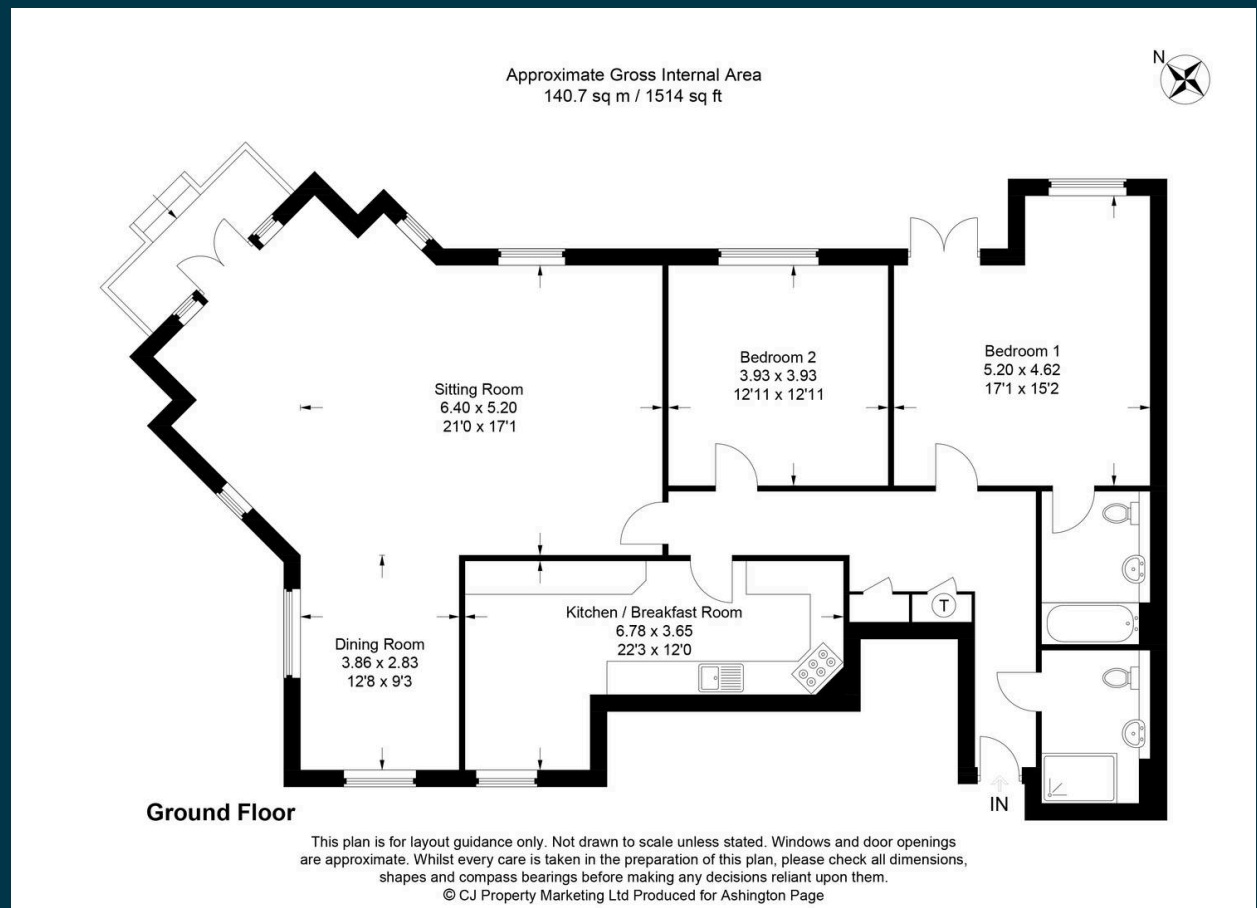 Approximate Gross Internal Area
140.7 sq m / 1514 sq ft
N
Sitting Room
6.40 x 5.20
21'0 x 17'1
Bedroom 2
3.93 x 3.93
12'11 x 12'11
Bedroom 1
5.20 x 4.62
17'1 x 15'2
Kitchen / Breakfast Room
6.78 x 3.65
22'3 x 12'0
T
Dining Room
3.86 x 2.83
12'8 x 9'3
IN
Ground Floor
This plan is for layout guidance only. Not drawn to scale unless stated. Windows and door openings
are approximate. Whilst every care is taken in the preparation of this plan, please check all dimensions,
shapes and compass bearings before making any decisions reliant upon them.
© CJ Property Marketing Ltd Produced for Ashington Page